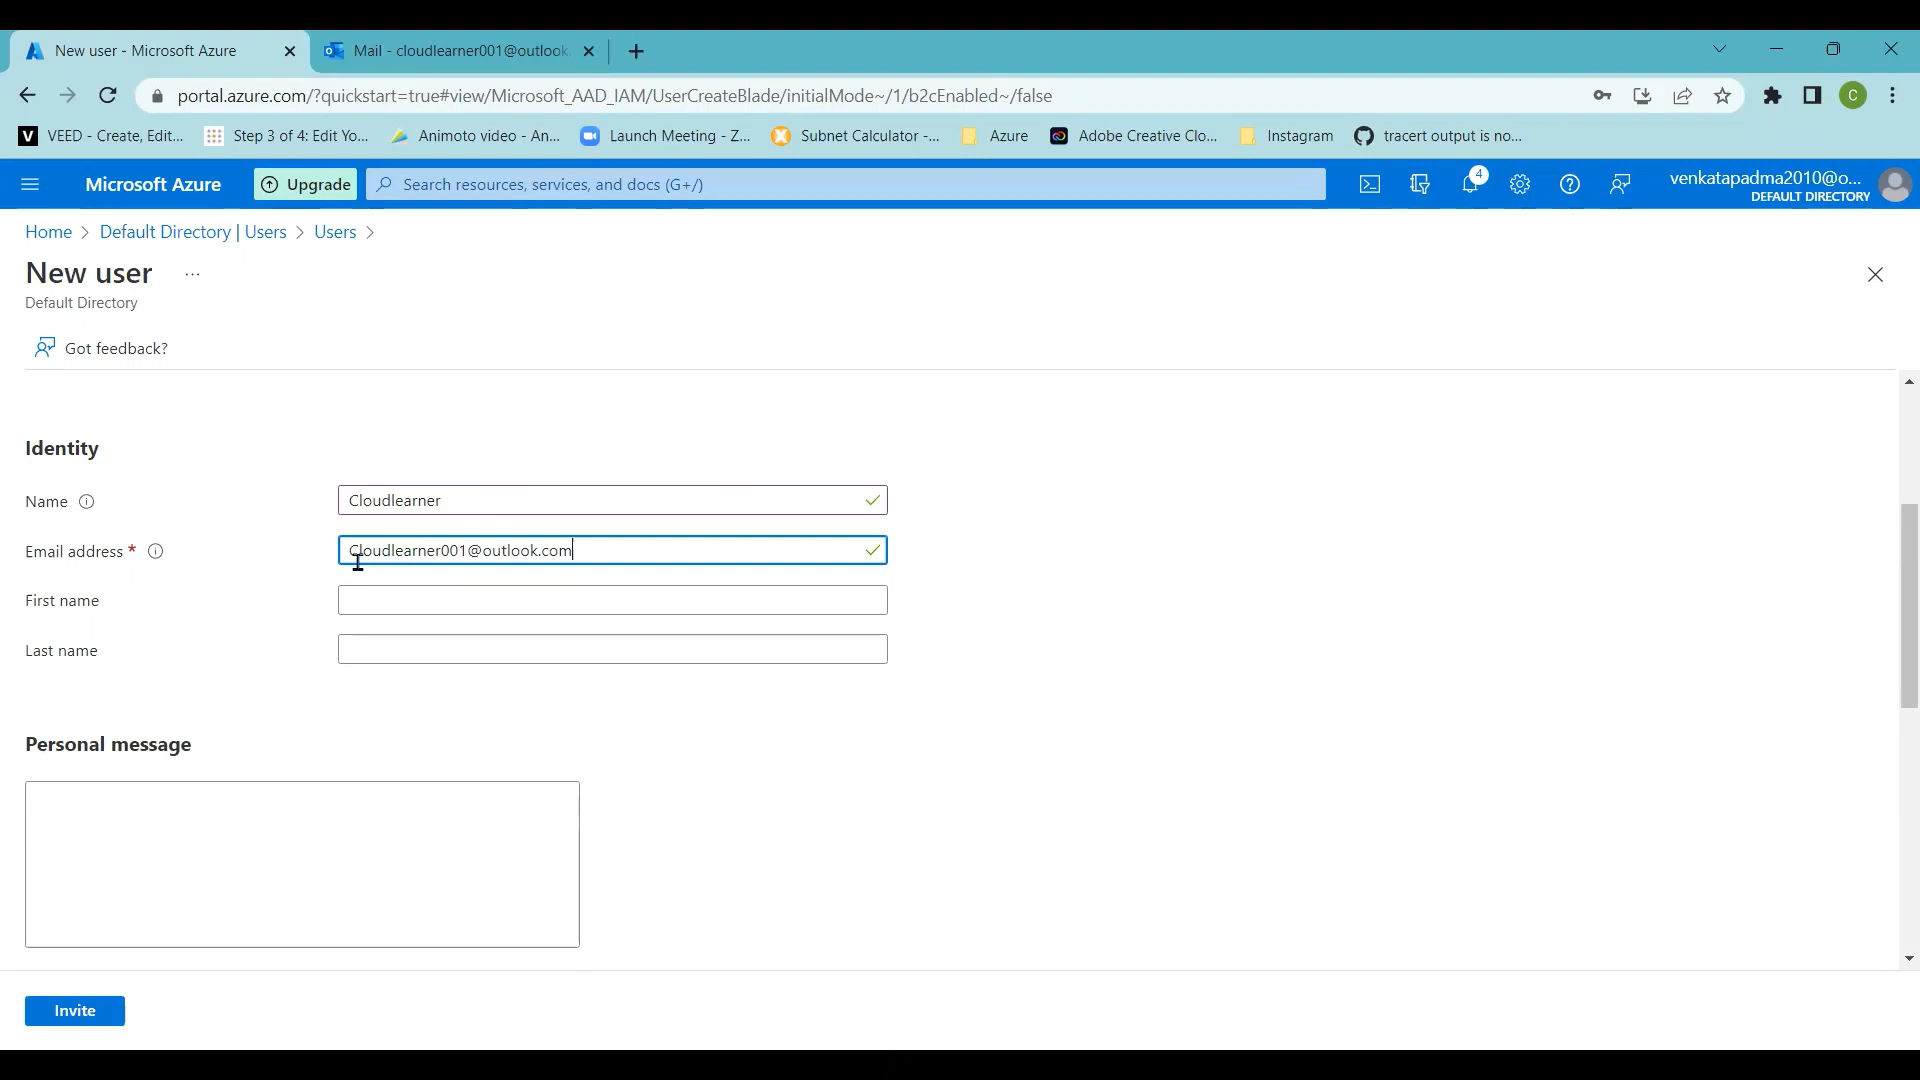 New user - Microsoft Azure
Mail - cloudlearner001@outlook
portal.azure.com/?quickstart=true#view/Microsoft_AAD_IAM/UserCreateBlade/initialMode~/1/b2cEnabled~/false
C
V VEED - Create, Edit... Step 3 of 4: Edit Yo... Animoto video - An... Launch Meeting - Z... Subnet Calculator -... Azure Adobe Creative Clo... Instagram tracert output is no...
Microsoft Azure
Upgrade
Search resources, services, and docs (G+/)
4
venkatapadma2010@o...
DEFAULT DIRECTORY
Home > Default Directory | Users > Users >
New user ...
Default Directory
Got feedback?
Identity
Name Cloudlearner
Email address * Cloudlearner001@outlook.com
First name
Last name
Personal message
Invite